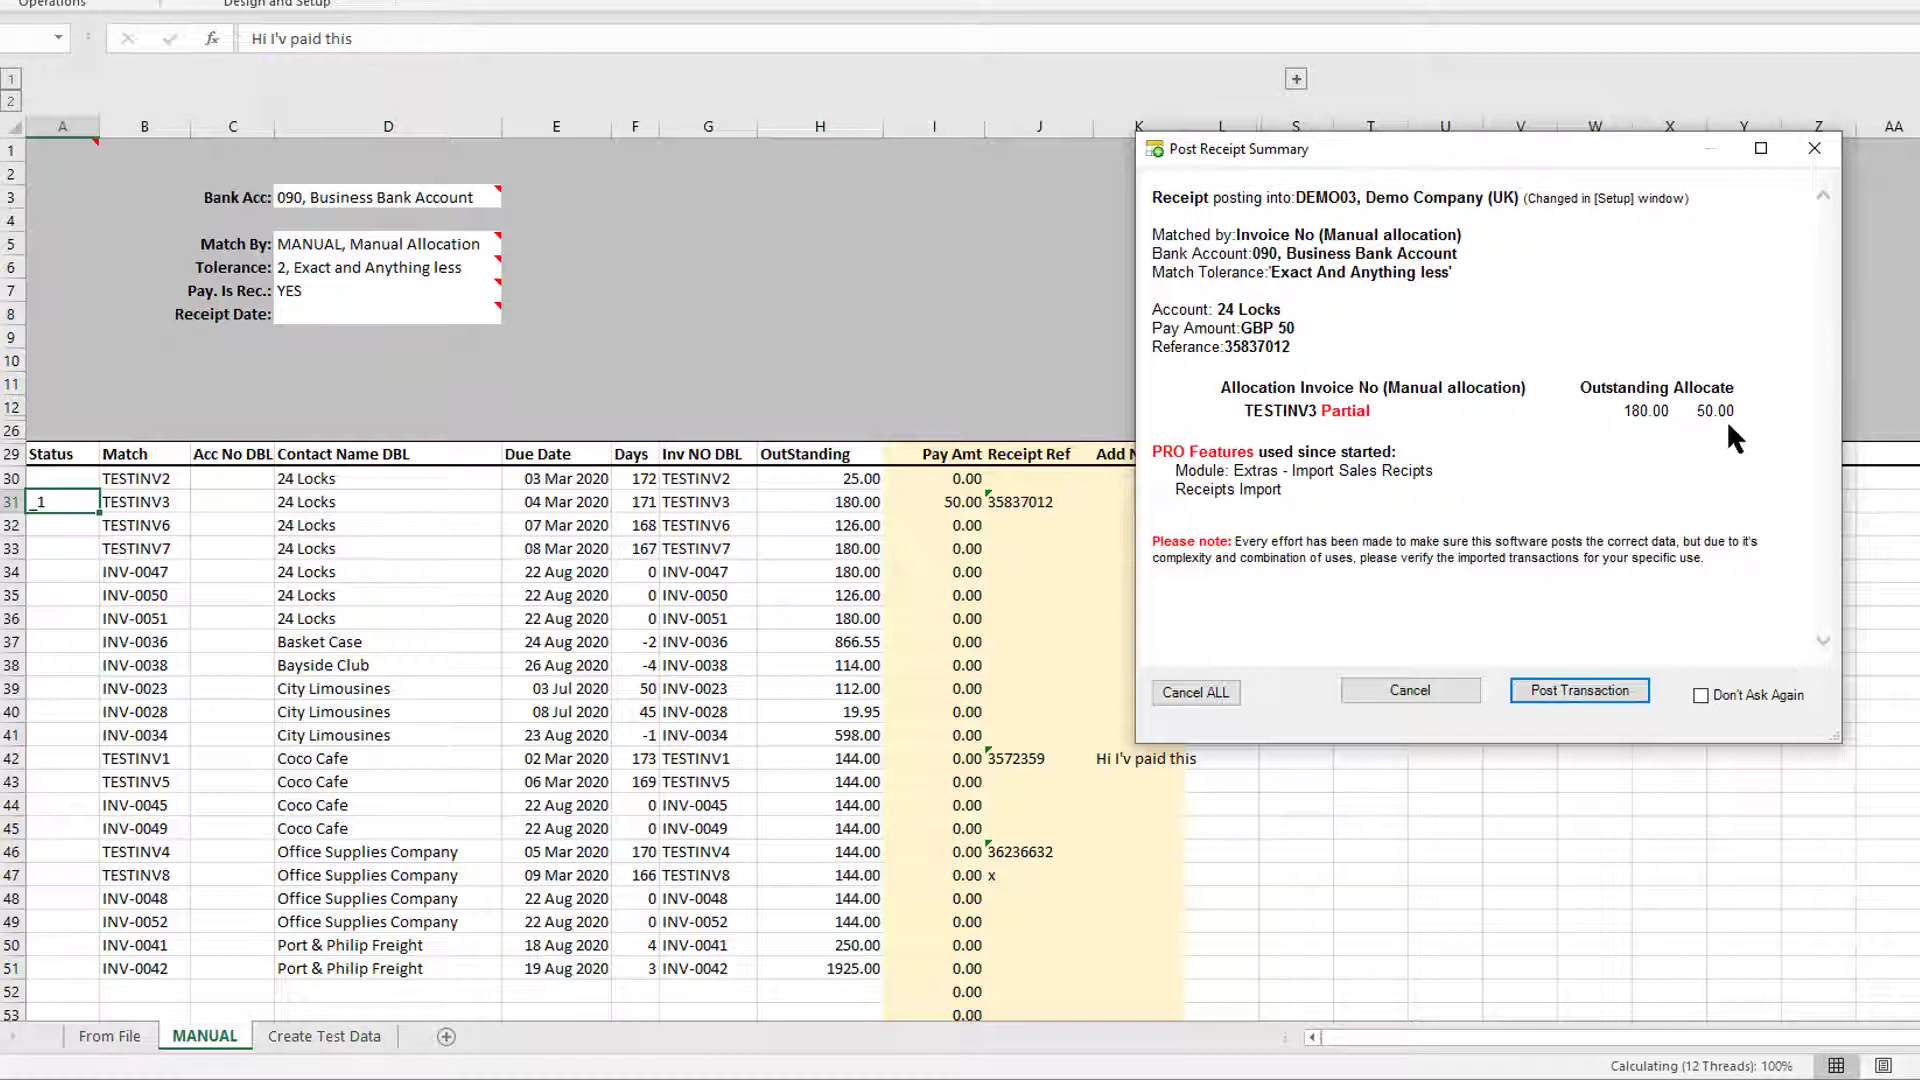 Operations Design and Setup
fx Hi I'v paid this
1
2
+
A B C D E F G H I J K L S T U V W X Y Z AA
1
2
3 Bank Acc: 090, Business Bank Account
4
5 Match By: MANUAL, Manual Allocation
6 Tolerance: 2, Exact and Anything less
7 Pay. Is Rec.: YES
8 Receipt Date:
9
10
11
12
26
29 Status Match Acc No DBL Contact Name DBL Due Date Days Inv NO DBL OutStanding Pay Amt Receipt Ref Add N
30 TESTINV2 24 Locks 03 Mar 2020 172 TESTINV2 25.00 0.00
31 _1 TESTINV3 24 Locks 04 Mar 2020 171 TESTINV3 180.00 50.00 35837012
32 TESTINV6 24 Locks 07 Mar 2020 168 TESTINV6 126.00 0.00
33 TESTINV7 24 Locks 08 Mar 2020 167 TESTINV7 180.00 0.00
34 INV-0047 24 Locks 22 Aug 2020 0 INV-0047 180.00 0.00
35 INV-0050 24 Locks 22 Aug 2020 0 INV-0050 126.00 0.00
36 INV-0051 24 Locks 22 Aug 2020 0 INV-0051 180.00 0.00
37 INV-0036 Basket Case 24 Aug 2020 -2 INV-0036 866.55 0.00
38 INV-0038 Bayside Club 26 Aug 2020 -4 INV-0038 114.00 0.00
39 INV-0023 City Limousines 03 Jul 2020 50 INV-0023 112.00 0.00
40 INV-0028 City Limousines 08 Jul 2020 45 INV-0028 19.95 0.00
41 INV-0034 City Limousines 23 Aug 2020 -1 INV-0034 598.00 0.00
42 TESTINV1 Coco Cafe 02 Mar 2020 173 TESTINV1 144.00 0.00 3572359 Hi I'v paid this
43 TESTINV5 Coco Cafe 06 Mar 2020 169 TESTINV5 144.00 0.00
44 INV-0045 Coco Cafe 22 Aug 2020 0 INV-0045 144.00 0.00
45 INV-0049 Coco Cafe 22 Aug 2020 0 INV-0049 144.00 0.00
46 TESTINV4 Office Supplies Company 05 Mar 2020 170 TESTINV4 144.00 0.00 36236632
47 TESTINV8 Office Supplies Company 09 Mar 2020 166 TESTINV8 144.00 0.00 x
48 INV-0048 Office Supplies Company 22 Aug 2020 0 INV-0048 144.00 0.00
49 INV-0052 Office Supplies Company 22 Aug 2020 0 INV-0052 144.00 0.00
50 INV-0041 Port & Philip Freight 18 Aug 2020 4 INV-0041 250.00 0.00
51 INV-0042 Port & Philip Freight 19 Aug 2020 3 INV-0042 1925.00 0.00
52 0.00
53 0.00
Post Receipt Summary
Receipt posting into:DEMO03, Demo Company (UK) (Changed in [Setup] window)
Matched by:Invoice No (Manual allocation)
Bank Account:090, Business Bank Account
Match Tolerance:'Exact And Anything less'
Account: 24 Locks
Pay Amount:GBP 50
Referance:35837012
Allocation Invoice No (Manual allocation) Outstanding Allocate
TESTINV3 Partial 180.00 50.00
PRO Features used since started:
Module: Extras - Import Sales Recipts
Receipts Import
Please note: Every effort has been made to make sure this software posts the correct data, but due to it's
complexity and combination of uses, please verify the imported transactions for your specific use.
Cancel ALL Cancel Post Transaction Don't Ask Again
From File MANUAL Create Test Data
Calculating (12 Threads): 100%